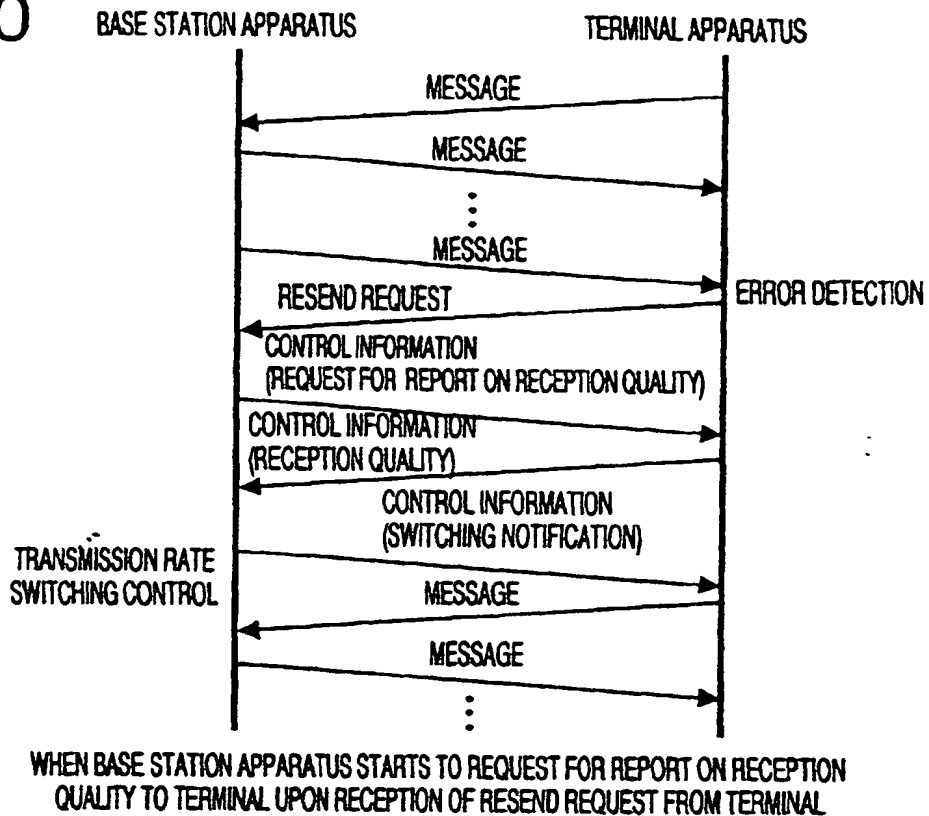 BASE STATION APPARATUS
TERMINAL APPARATUS
MESSAGE
MESSAGE
MESSAGE
ERROR DETECTION
RESEND REQUEST
CONTROL INFORMATION
(REQUEST FOR REPORT ON RECEPTION QUALITY)
CONTROL INFORMATION
(RECEPTION QUALITY)
CONTROL INFORMATION
(SWITCHING NOTIFICATION)
TRANSMISSION RATE
SWITCHING CONTROL
MESSAGE
MESSAGE
WHEN BASE STATION APPARATUS STARTS TO REQUEST FOR REPORT ON RECEPTION
QUALITY TO TERMINAL UPON RECEPTION OF RESEND REQUEST FROM TERMINAL